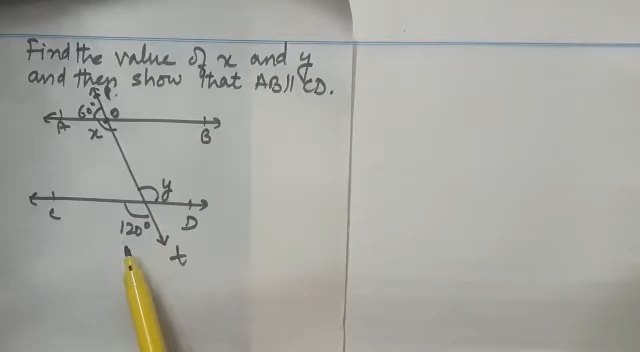 Find the value of x and y
and then show that AB || CD.
P
60° O
A
x
B
y
C
D
120°
t